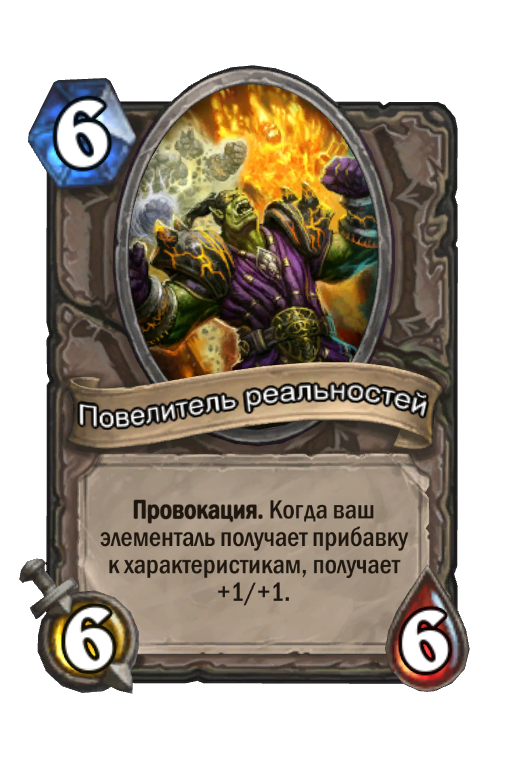 6
Повелитель реальностей
Провокация. Когда ваш
элементаль получает прибавку
к характеристикам, получает
+1/+1.
6 6